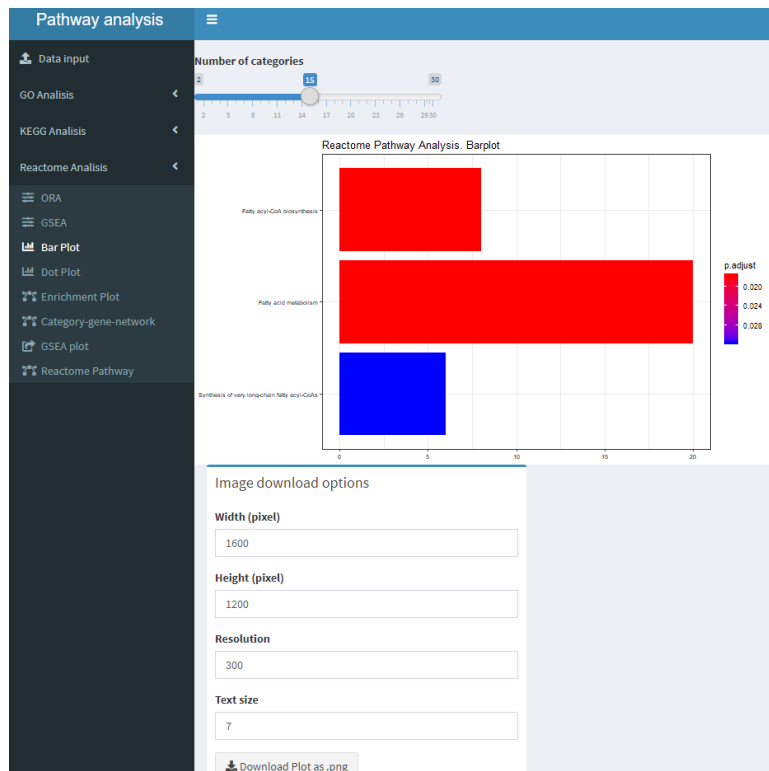 Pathway analysis
Data input
GO Analisis
KEGG Analisis
Reactome Analisis
ORA
GSEA
Bar Plot
Dot Plot
Enrichment Plot
Category-gene-network
GSEA plot
Reactome Pathway
Number of categories
2 15 30
2 5 8 11 14 17 20 23 26 2930
Reactome Pathway Analysis. Barplot
Fatty acyl-CoA biosynthesis
Fatty acid metabolism
Synthesis of very long-chain fatty acyl-CoAs
0 5 10 15 20
p.adjust
0.020
0.024
0.028
Image download options
Width (pixel)
1600
Height (pixel)
1200
Resolution
300
Text size
7
Download Plot as .png